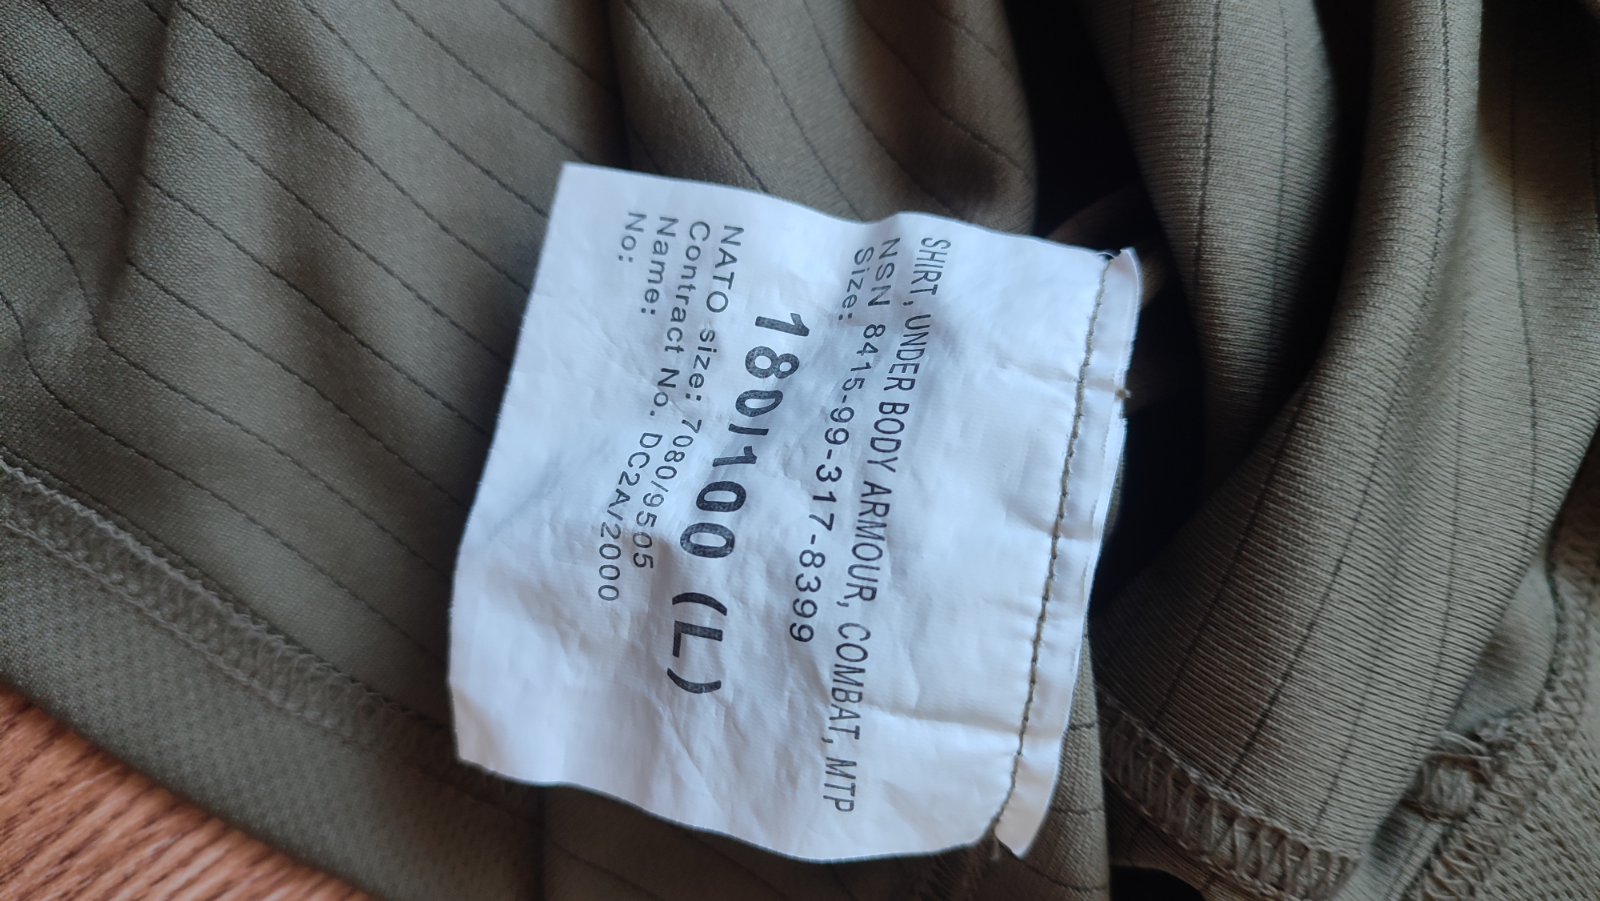 SHIRT, UNDER BODY ARMOUR, COMBAT, MTP
NSN 8415-99-317-8399
Size:
180/100 (L)
NATO size: 7080/9505
Contract No. DC2A/2000
Name:
No: